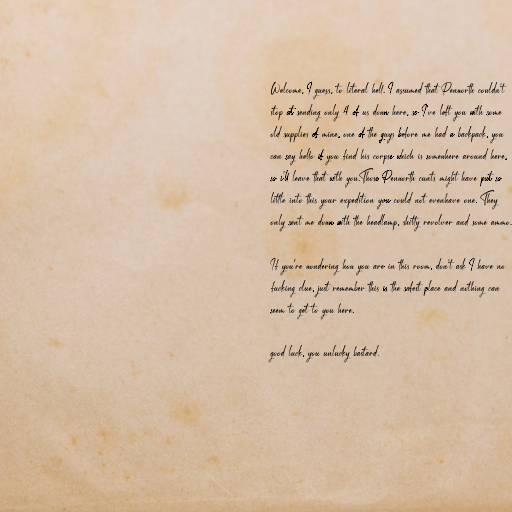 Welcome, I guess, to literal hell. I assumed that Penworth couldn't
stop at sending only 4 of us down here, so I've left you with some
old supplies of mine, one of the guys before me had a backpack, you
can say hello if you find his corpse which is somewhere around here,
so i'll leave that with you.Those Penworth cunts might have put so
little into this your expedition you could not evenhave one. They
only sent me down with the headlamp, shitty revolver and some ammo.
If you're wondering how you are in this room, don't ask I have no
fucking clue, just remember this is the safest place and nothing can
seem to get to you here.
good luck, you unlucky bastard.